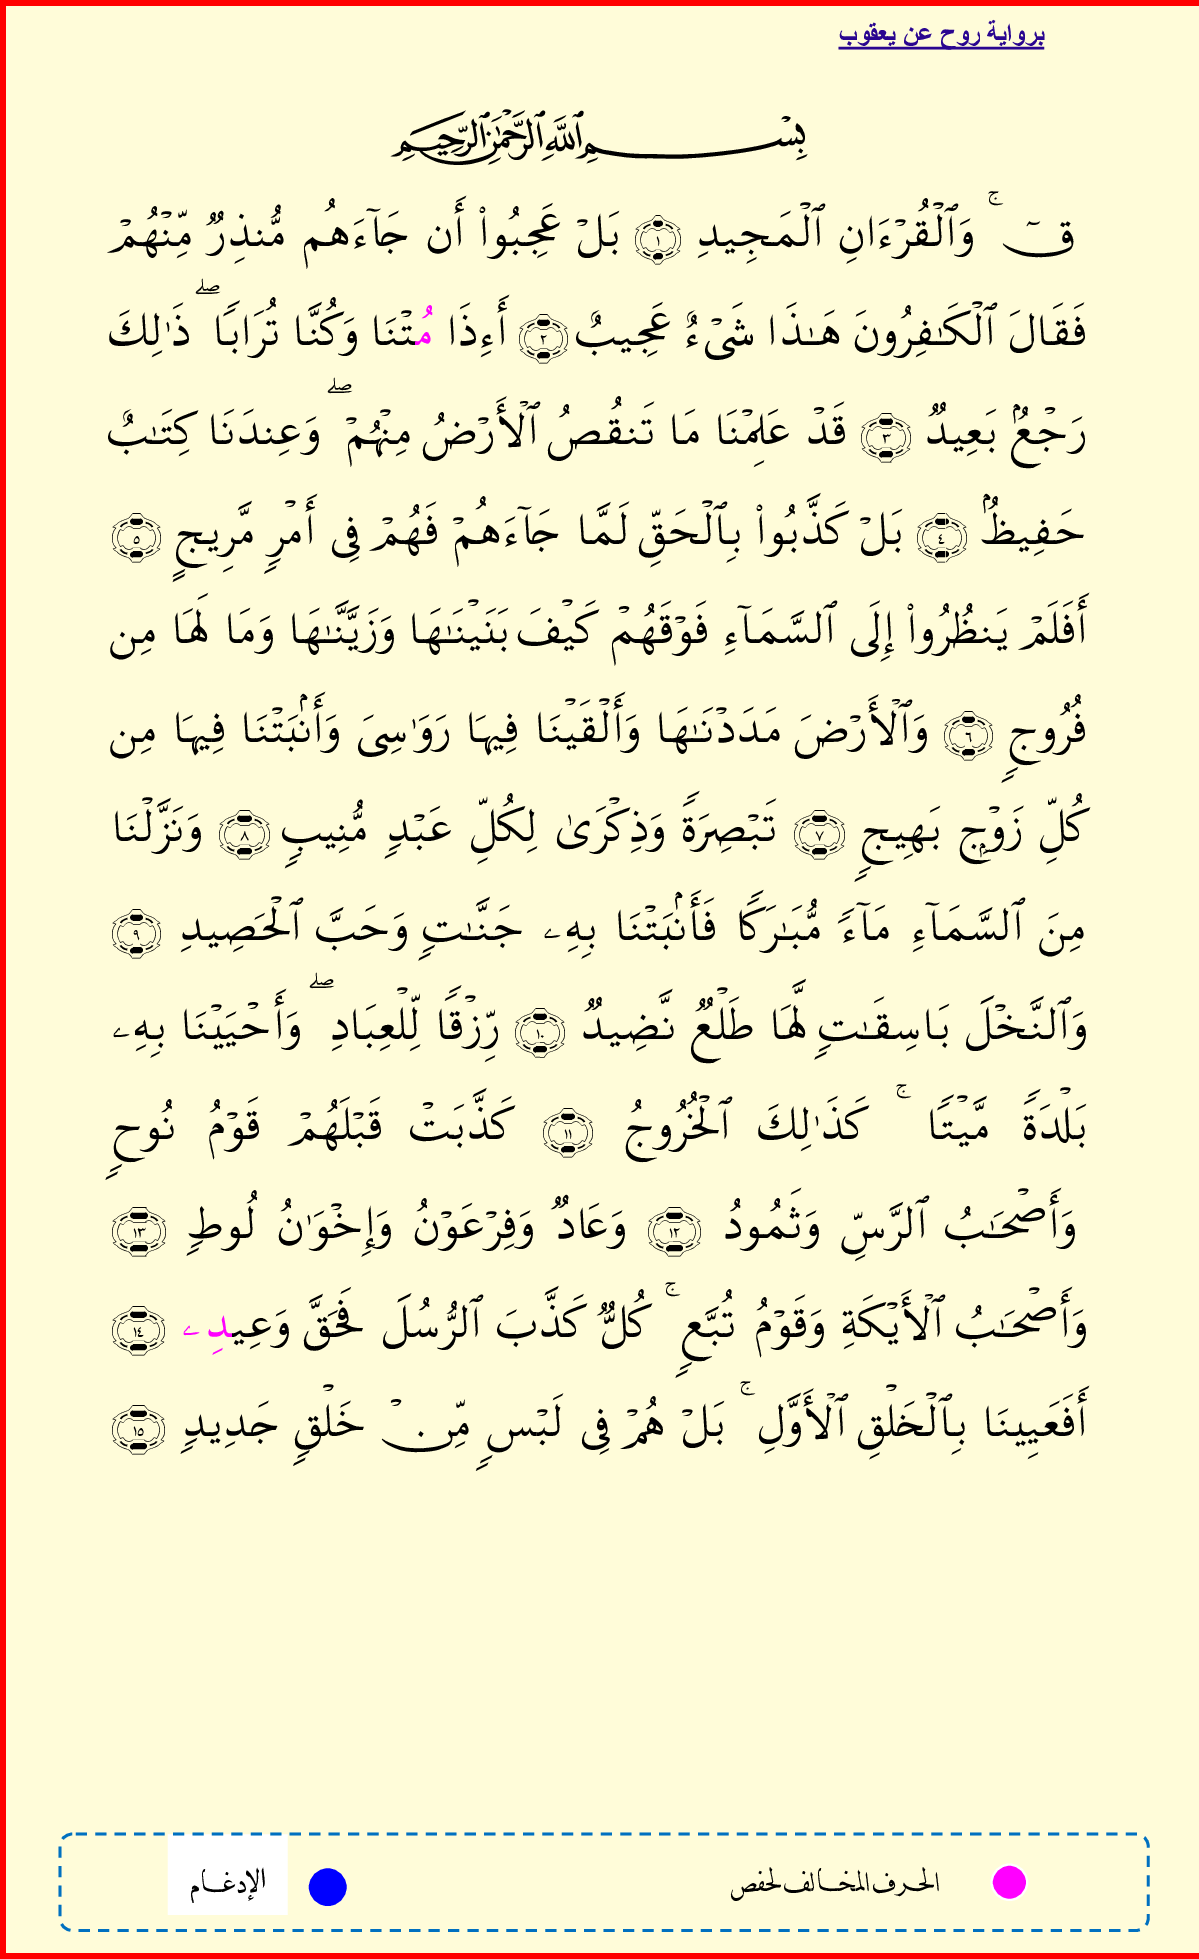 برواية روح عن يعقوب
بِسْمِ ٱللَّهِ ٱلرَّحْمَٰنِ ٱلرَّحِيمِ
قٓ ۚ وَٱلْقُرْءَانِ ٱلْمَجِيدِ ١ بَلْ عَجِبُوا۟ أَن جَآءَهُم مُّنذِرٌ مِّنْهُمْ
فَقَالَ ٱلْكَـٰفِرُونَ هَـٰذَا شَىْءٌ عَجِيبٌ ٢ أَءِذَا مُتْنَا وَكُنَّا تُرَابًا ۖ ذَٰلِكَ
رَجْعٌۢ بَعِيدٌ ٣ قَدْ عَلِمْنَا مَا تَنقُصُ ٱلْأَرْضُ مِنْهُمْ ۖ وَعِندَنَا كِتَـٰبٌ
حَفِيظٌۢ ٤ بَلْ كَذَّبُوا۟ بِٱلْحَقِّ لَمَّا جَآءَهُمْ فَهُمْ فِى أَمْرٍ مَّرِيجٍ ٥
أَفَلَمْ يَنظُرُوا۟ إِلَى ٱلسَّمَآءِ فَوْقَهُمْ كَيْفَ بَنَيْنَـٰهَا وَزَيَّنَّـٰهَا وَمَا لَهَا مِن
فُرُوجٍ ٦ وَٱلْأَرْضَ مَدَدْنَـٰهَا وَأَلْقَيْنَا فِيهَا رَوَٰسِىَ وَأَنۢبَتْنَا فِيهَا مِن
كُلِّ زَوْجٍۭ بَهِيجٍ ٧ تَبْصِرَةً وَذِكْرَىٰ لِكُلِّ عَبْدٍ مُّنِيبٍ ٨ وَنَزَّلْنَا
مِنَ ٱلسَّمَآءِ مَآءً مُّبَـٰرَكًا فَأَنۢبَتْنَا بِهِۦ جَنَّـٰتٍ وَحَبَّ ٱلْحَصِيدِ ٩
وَٱلنَّخْلَ بَاسِقَـٰتٍ لَّهَا طَلْعٌ نَّضِيدٌ ١٠ رِّزْقًا لِّلْعِبَادِ ۖ وَأَحْيَيْنَا بِهِۦ
بَلْدَةً مَّيْتًا ۚ كَذَٰلِكَ ٱلْخُرُوجُ ١١ كَذَّبَتْ قَبْلَهُمْ قَوْمُ نُوحٍ
وَأَصْحَـٰبُ ٱلرَّسِّ وَثَمُودُ ١٢ وَعَادٌ وَفِرْعَوْنُ وَإِخْوَٰنُ لُوطٍ ١٣
وَأَصْحَـٰبُ ٱلْأَيْكَةِ وَقَوْمُ تُبَّعٍ ۚ كُلٌّ كَذَّبَ ٱلرُّسُلَ فَحَقَّ وَعِيدِۦ ١٤
أَفَعَيِينَا بِٱلْخَلْقِ ٱلْأَوَّلِ ۚ بَلْ هُمْ فِى لَبْسٍ مِّنْ خَلْقٍ جَدِيدٍ ١٥
الحرف المخالف لحفص الإدغام